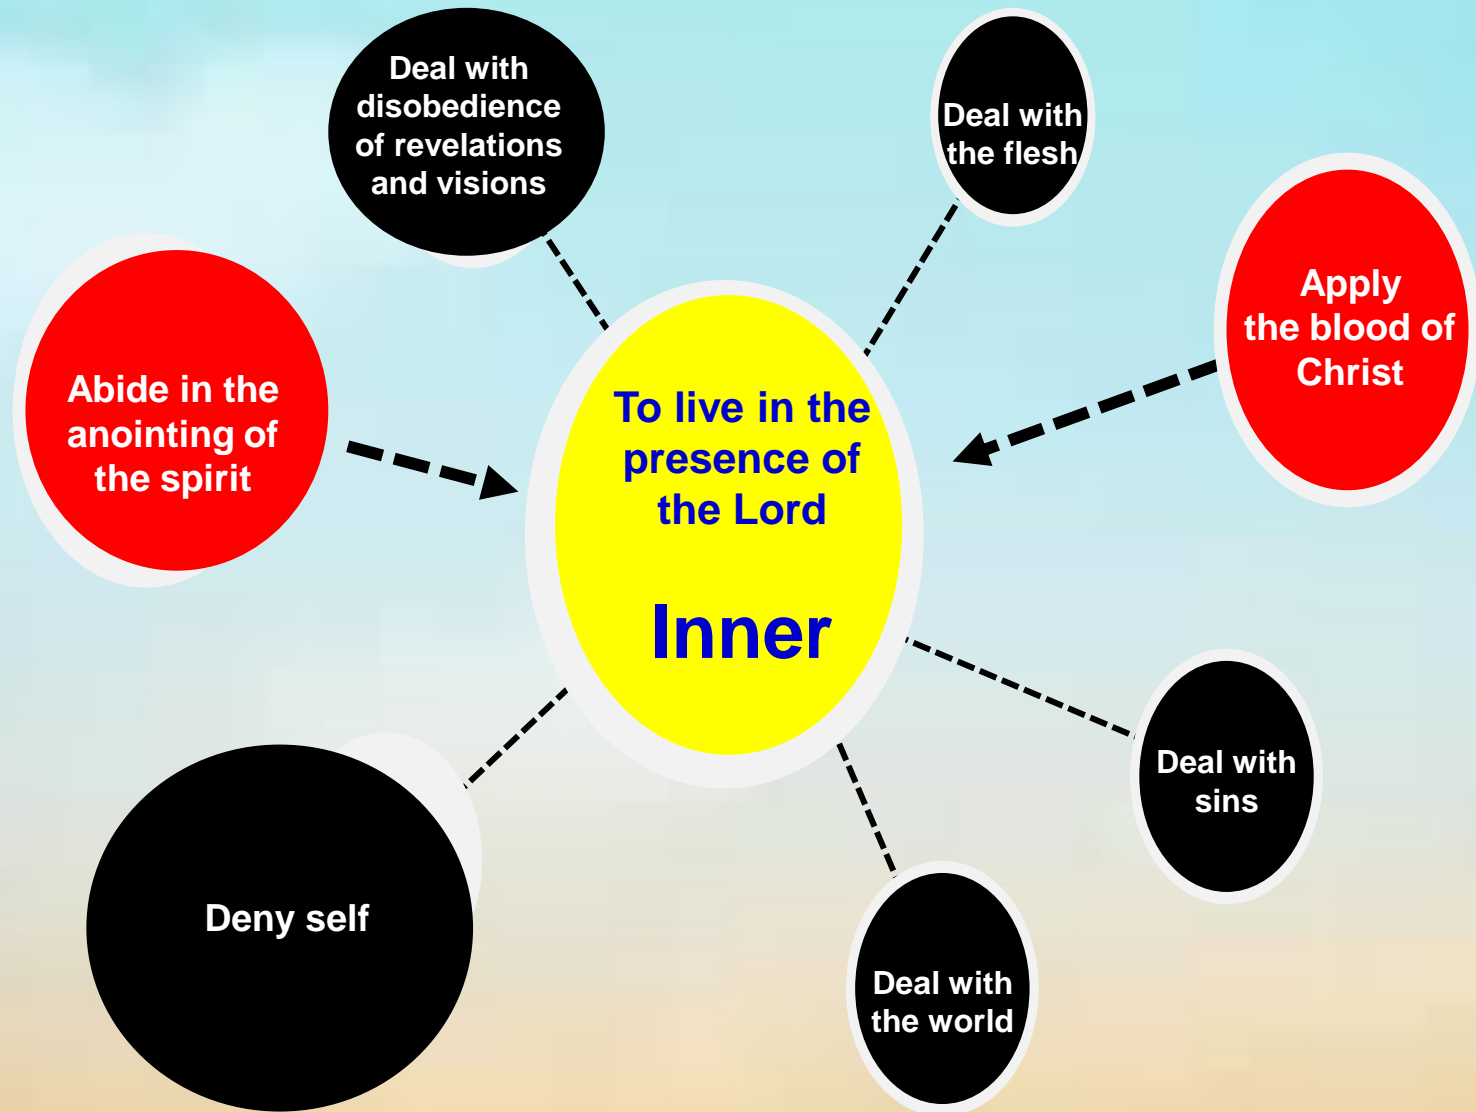 Deal with
disobedience
of revelations
and visions
Deal with
the flesh
Apply
the blood of
Christ
Abide in the
anointing of
the spirit
To live in the
presence of
the Lord
Inner
Deal with
sins
Deny self
Deal with
the world